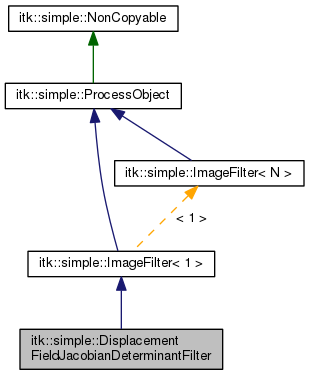 itk::simple::NonCopyable
itk::simple::ProcessObject
itk::simple::ImageFilter< N >
< 1 >
itk::simple::ImageFilter< 1 >
itk::simple::Displacement
FieldJacobianDeterminantFilter